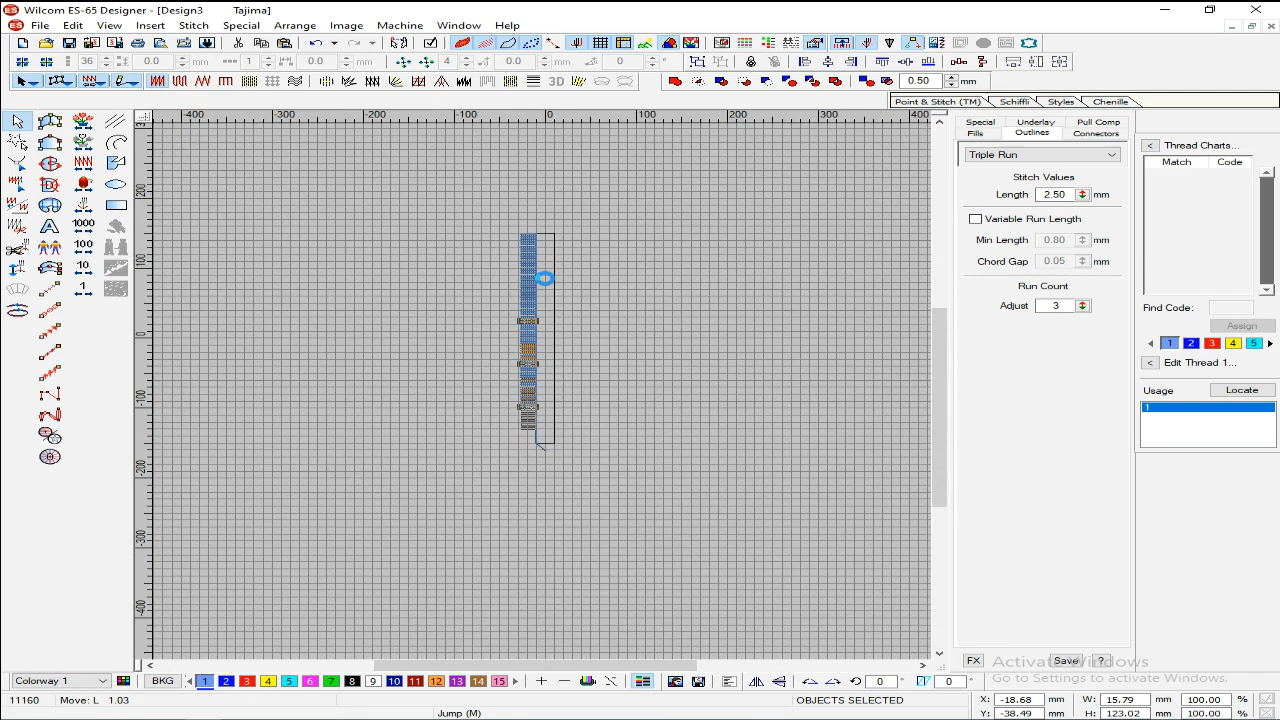 Wilcom ES-65 Designer - [Design3 Tajima]
File Edit View Insert Stitch Special Arrange Image Machine Window Help
36 0.0 mm 1 0.0 mm 4 0.0 mm 0 °
3D 0.50 mm
Point & Stitch (TM) Schiffli Styles Chenille
-400 -300 -200 -100 0 100 200 300 400
200 100 0 -100 -200 -300 -400
1000
100
1
Special Underlay Pull Comp
Fills Outlines Connectors
Triple Run
Stitch Values
Length 2.50 mm
Variable Run Length
Min Length 0.80 mm
Chord Gap 0.05 mm
Run Count
Adjust 3
FX Save ?
Thread Charts...
Match Code
Find Code:
Assign
1 2 3 4 5
Edit Thread
Usage Locate
1
Activate Windows
Go to Settings to activate Windows.
Colorway 1 BKG 1 2 3 4 5 6 7 8 9 10 11 12 13 14 15 0 ° 0 °
11160 Move: L 1.03 OBJECTS SELECTED X: -18.68 mm W: 15.79 mm 100.00 %
Jump (M) Y: -38.49 mm H: 123.02 mm 100.00 %